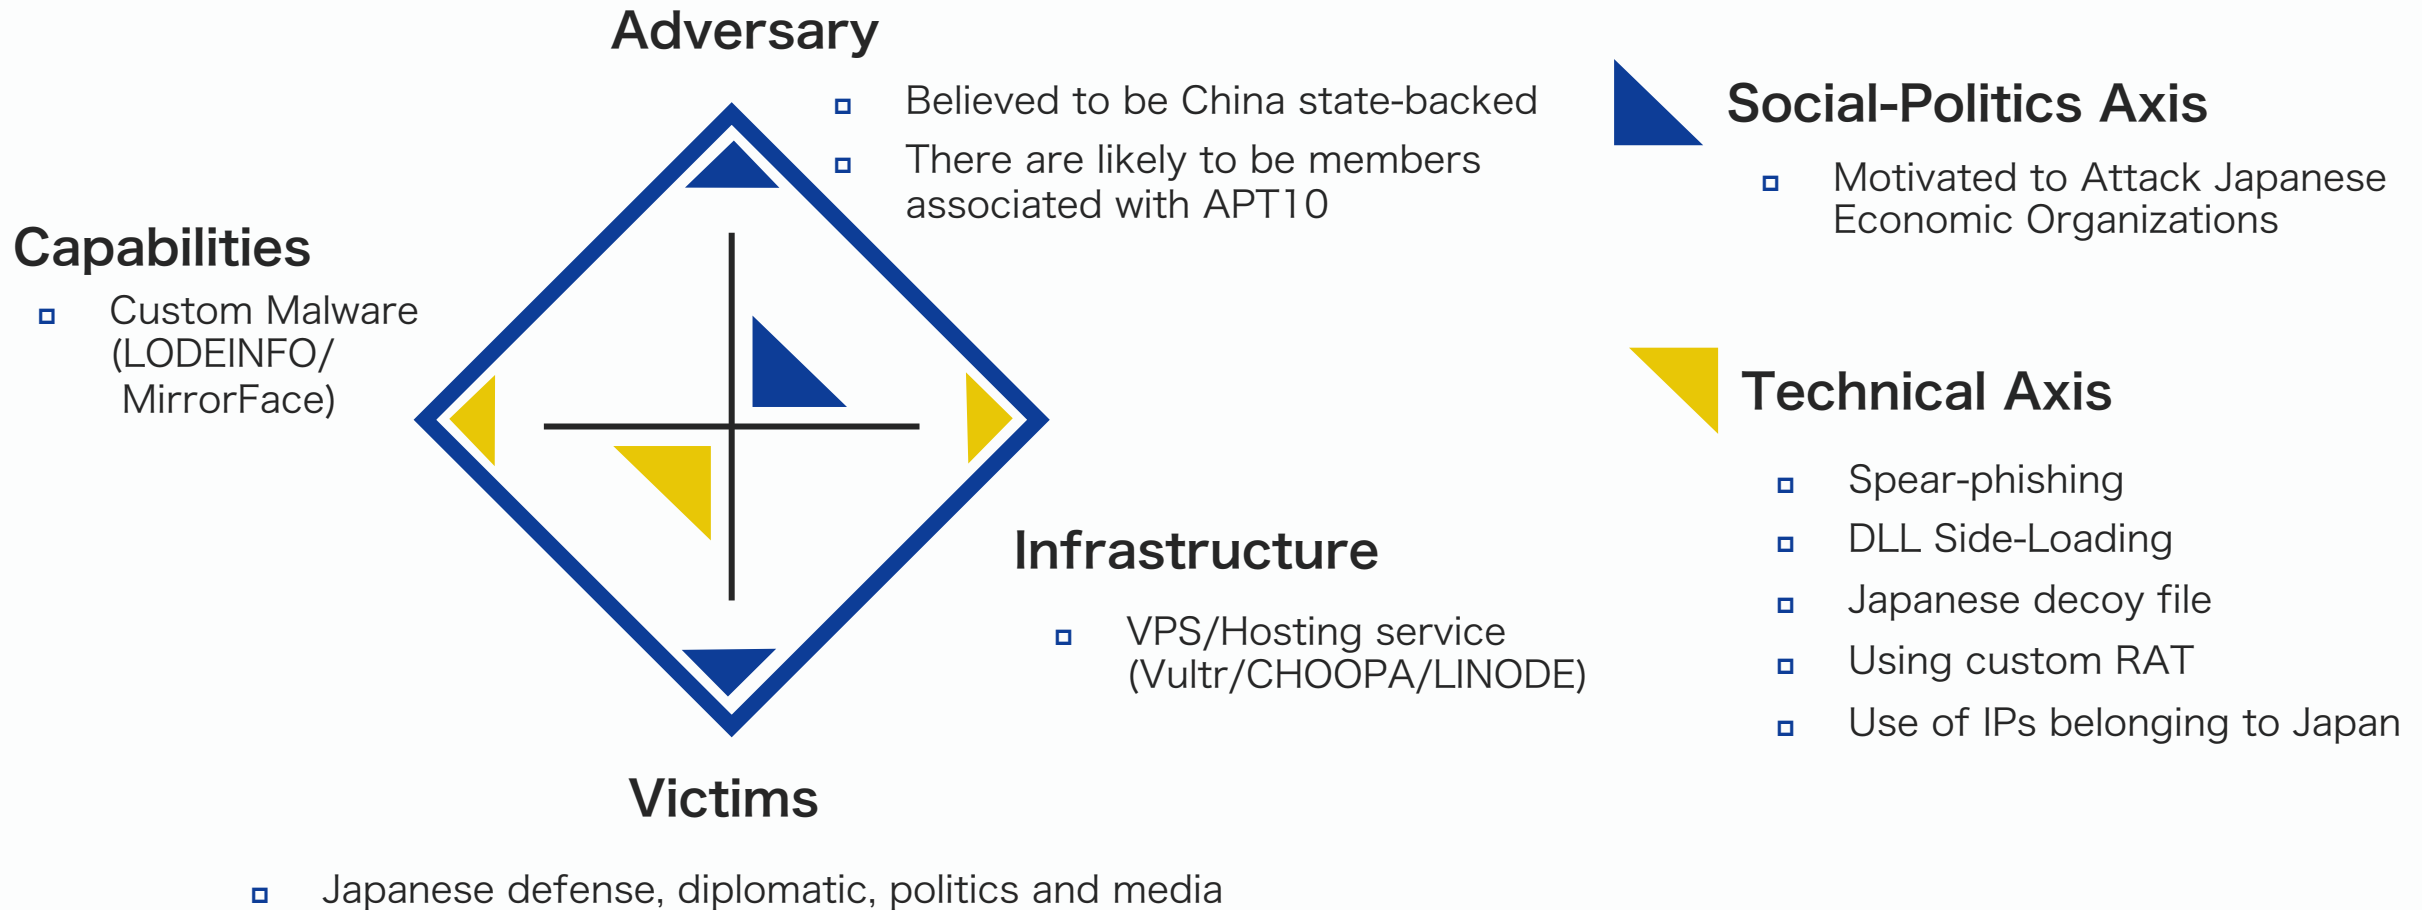 Adversary
Believed to be China state-backed
There are likely to be members
associated with APT10
Capabilities
Custom Malware
(LODEINFO/
MirrorFace)
Infrastructure
VPS/Hosting service
(Vultr/CHOOPA/LINODE)
Victims
Japanese defense, diplomatic, politics and media
Social-Politics Axis
Motivated to Attack Japanese
Economic Organizations
Technical Axis
Spear-phishing
DLL Side-Loading
Japanese decoy file
Using custom RAT
Use of IPs belonging to Japan